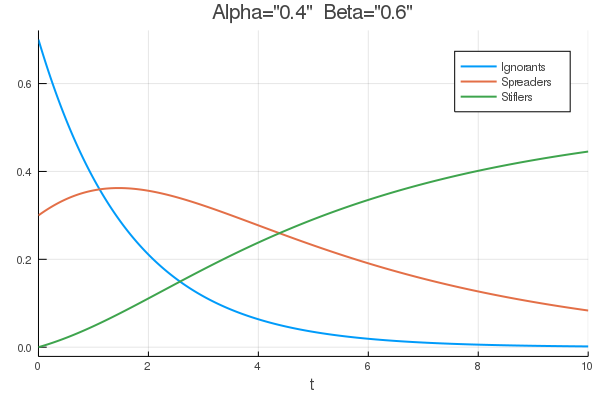 Alpha="0.4" Beta="0.6"
Ignorants
Spreaders
Stiflers
0.6
0.4
0.2
0.0
0 2 4 6 8 10
t